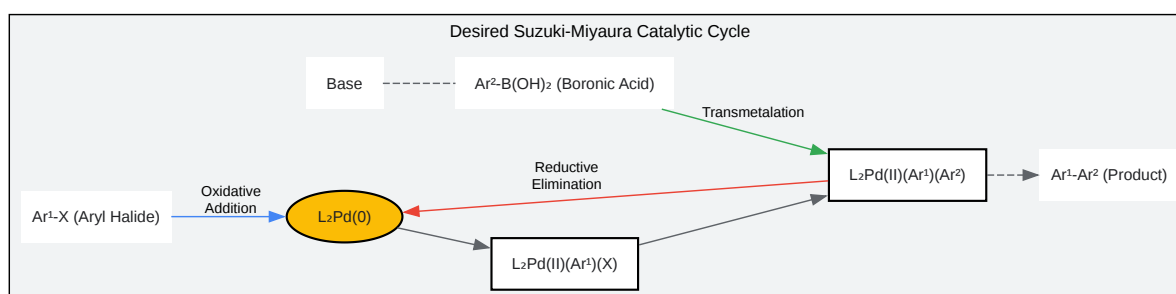 Desired Suzuki-Miyaura Catalytic Cycle
Base
Ar²-B(OH)₂ (Boronic Acid)
Transmetalation
Reductive
Elimination
L₂Pd(II)(Ar¹)(Ar²)
Ar¹-Ar² (Product)
Oxidative
Addition
Ar¹-X (Aryl Halide)
L₂Pd(0)
L₂Pd(II)(Ar¹)(X)